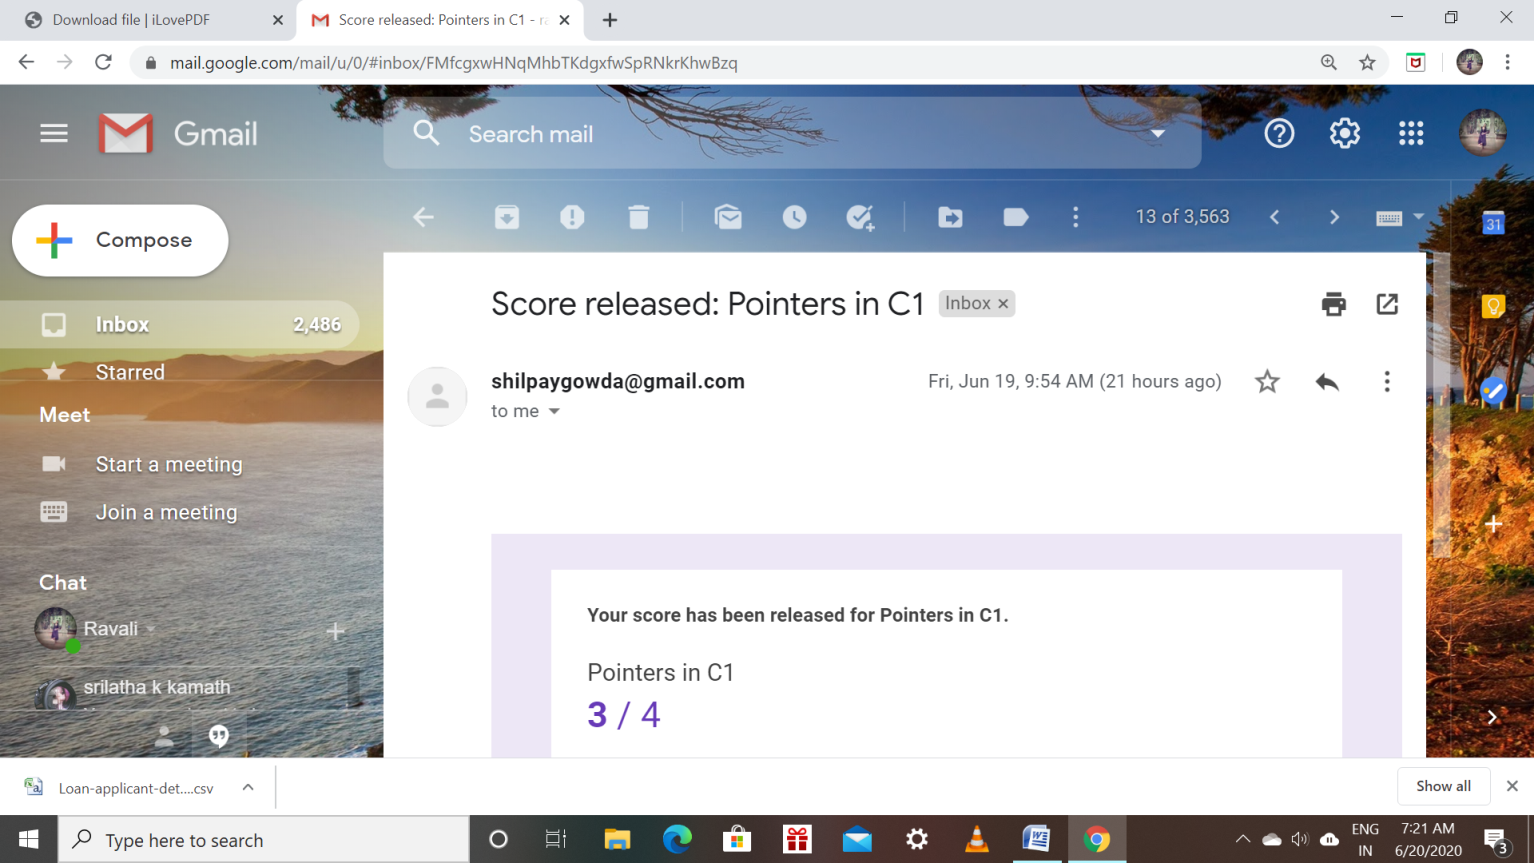 Download file | iLovePDF
Score released: Pointers in C1 - ra
mail.google.com/mail/u/0/#inbox/FMfcgxwHNqMhbTKdgxfwSpRNkrKhwBzq
Gmail
Search mail
Compose
13 of 3,563
31
Inbox 2,486
Starred
Meet
Start a meeting
Join a meeting
Chat
Ravali
srilatha k kamath
Score released: Pointers in C1 Inbox ×
shilpaygowda@gmail.com
Fri, Jun 19, 9:54 AM (21 hours ago)
to me
Your score has been released for Pointers in C1.
Pointers in C1
3 / 4
Loan-applicant-det....csv
Show all
Type here to search
ENG
IN
7:21 AM
6/20/2020
3